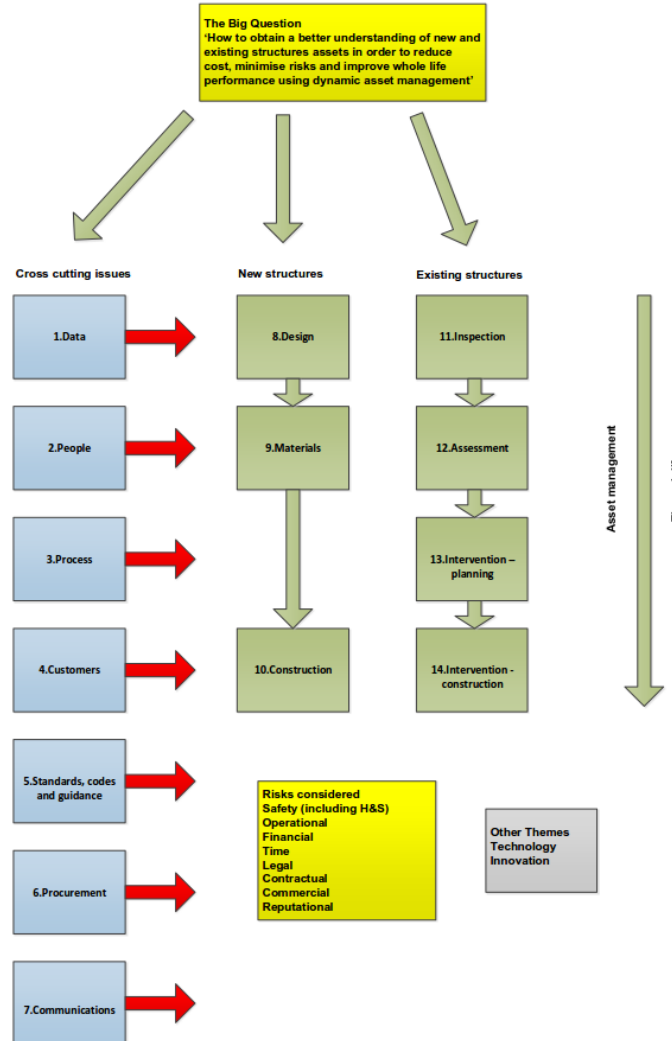 The Big Question
‘How to obtain a better understanding of new and
existing structures assets in order to reduce
cost, minimise risks and improve whole life
performance using dynamic asset management’
Cross cutting issues
New structures
Existing structures
1.Data
8.Design
11.Inspection
2.People
9.Materials
12.Assessment
Asset management
3.Process
13.Intervention –
planning
4.Customers
10.Construction
14.Intervention -
construction
5.Standards, codes
and guidance
Risks considered
Safety (including H&S)
Operational
Financial
Time
Legal
Contractual
Commercial
Reputational
Other Themes
Technology
Innovation
6.Procurement
7.Communications